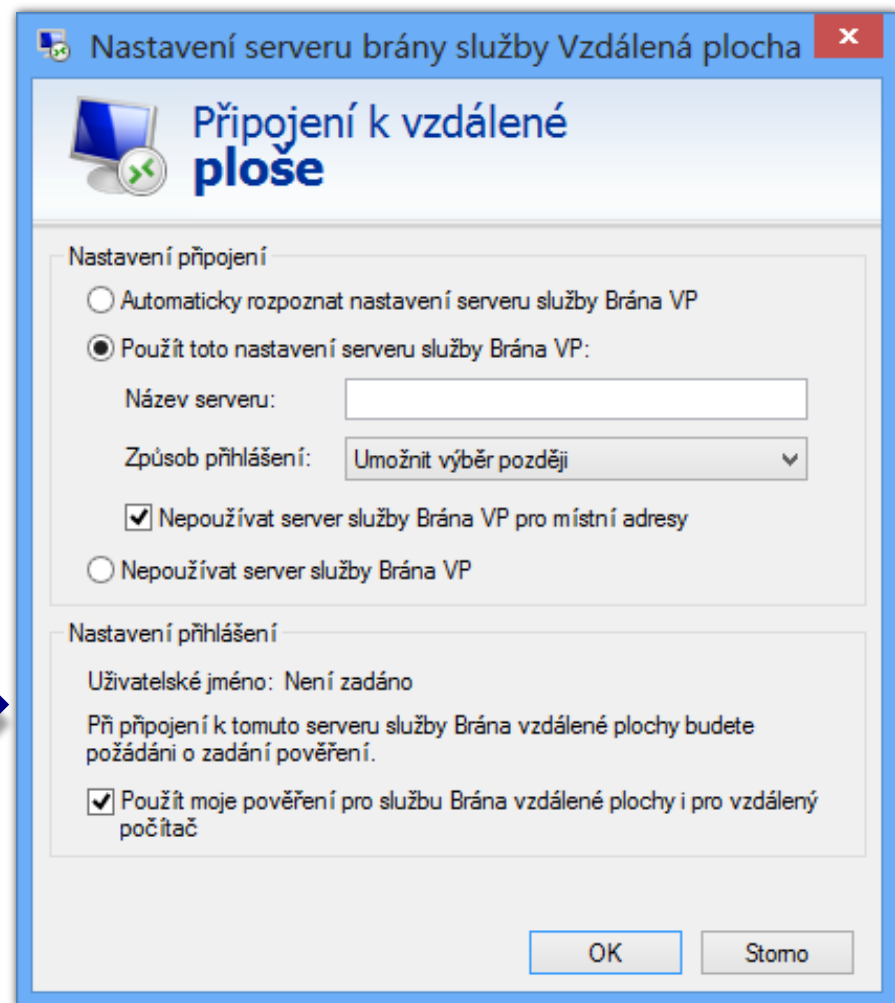 Nastavení serveru brány služby Vzdálená plocha
Připojení k vzdálené
ploše
Nastavení připojení
Automaticky rozpoznat nastavení serveru služby Brána VP
Použít toto nastavení serveru služby Brána VP:
Název serveru:
Způsob přihlášení:
Umožnit výběr později
Nepoužívat server služby Brána VP pro místní adresy
Nepoužívat server služby Brána VP
Nastavení přihlášení
Uživatelské jméno: Není zadáno
Při připojení k tomuto serveru služby Brána vzdálené plochy budete
požádáni o zadání pověření.
Použít moje pověření pro službu Brána vzdálené plochy i pro vzdálený
počítač
OK
Storno